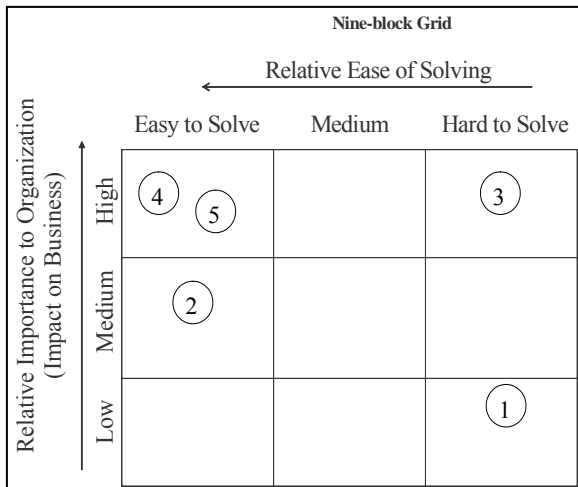 Nine-block Grid
Relative Ease of Solving
Easy to Solve Medium Hard to Solve
Relative Importance to Organization
(Impact on Business)
High
4
5
3
Medium
2
Low
1